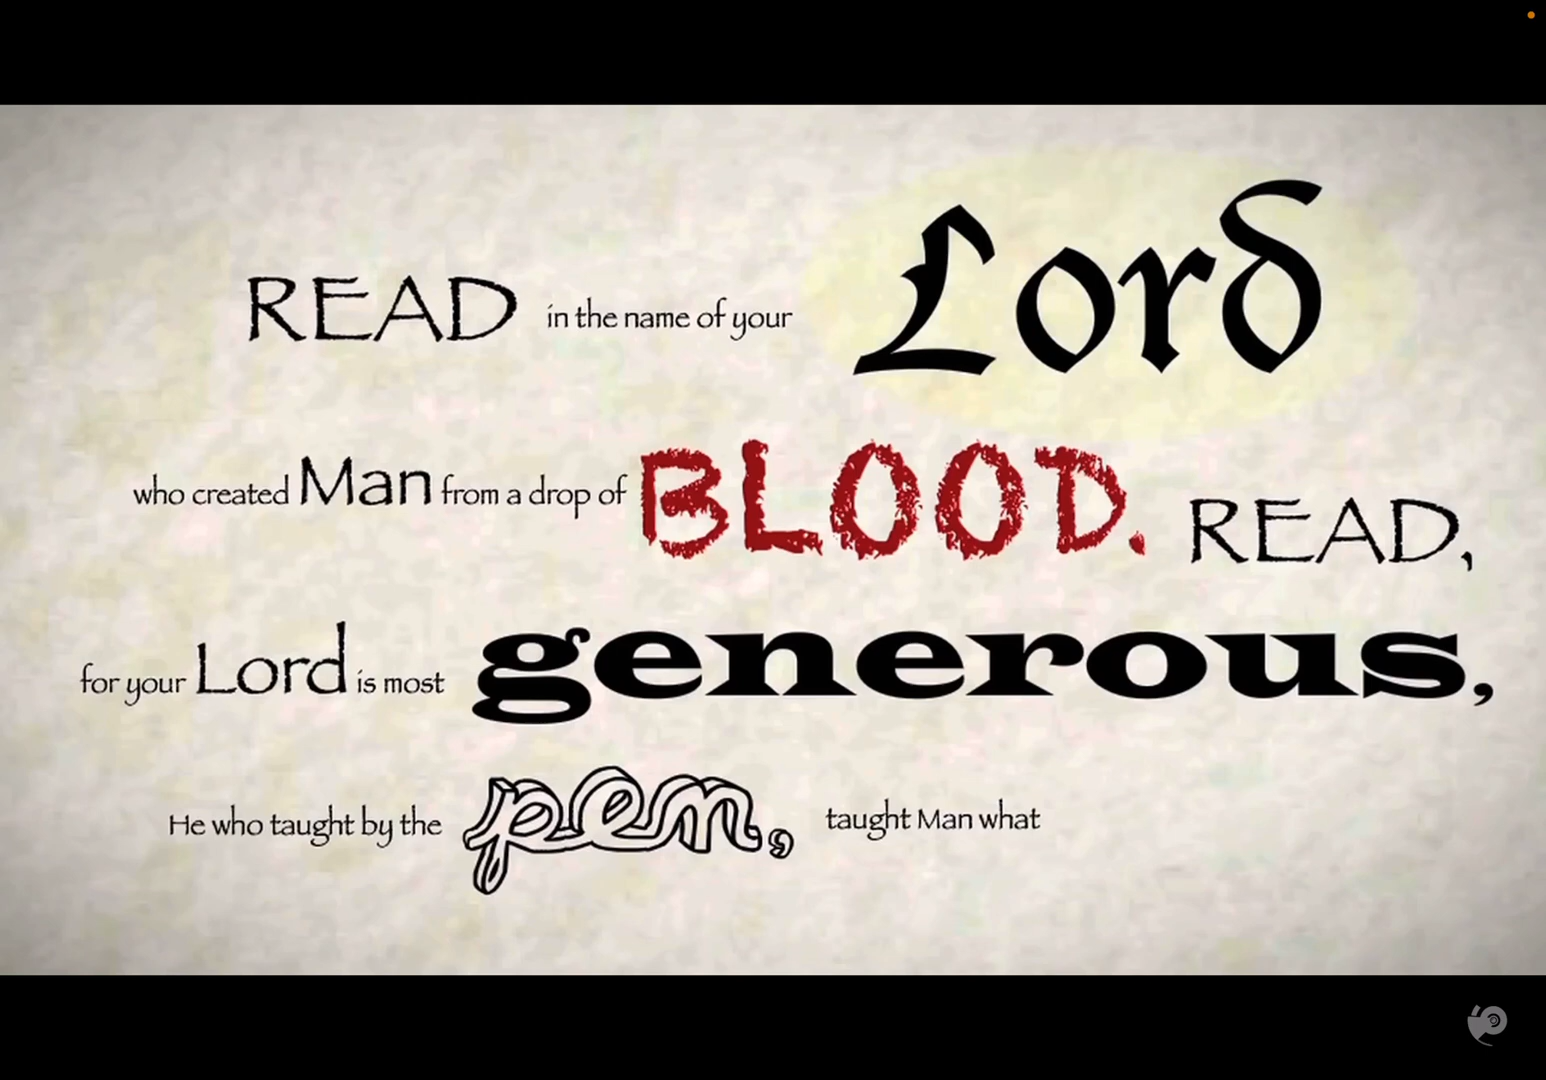 READ in the name of your Lord
who created Man from a drop of BLOOD. READ,
for your Lord is most generous,
He who taught by the pen, taught Man what